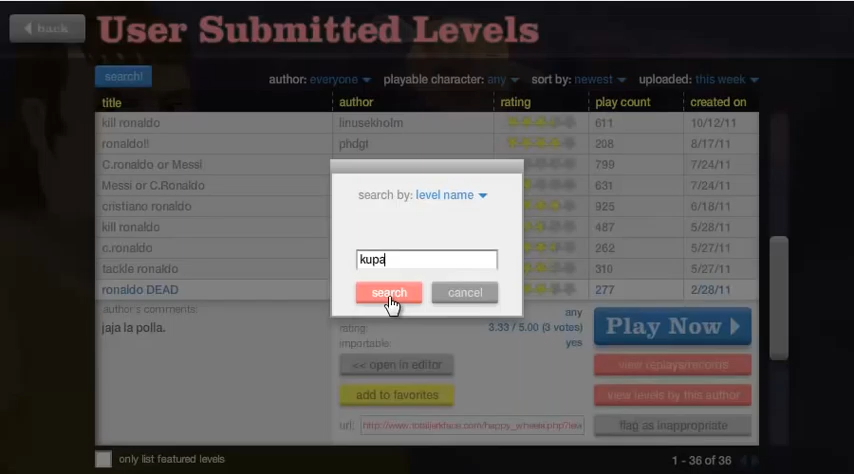 back
User Submitted Levels
search!
author: everyone playable character: any sort by: newest uploaded: this week
title author rating play count created on
kill ronaldo linusekholm 611 10/12/11
ronaldo!! phdgt 208 8/17/11
C.ronaldo or Messi 799 7/24/11
Messi or C.Ronaldo 631 7/24/11
cristiano ronaldo 925 6/18/11
kill ronaldo 487 5/28/11
c.ronaldo 262 5/27/11
tackle ronaldo 310 5/27/11
ronaldo DEAD 277 2/28/11
search by: level name
kupa
search cancel
author's comments:
jaja la polla.
any
rating: 3.33 / 5.00 (3 votes)
importable: yes
<< open in editor
add to favorites
url:
Play Now
view replays/records
view levels by this author
flag as inappropriate
only list featured levels
1 - 36 of 36